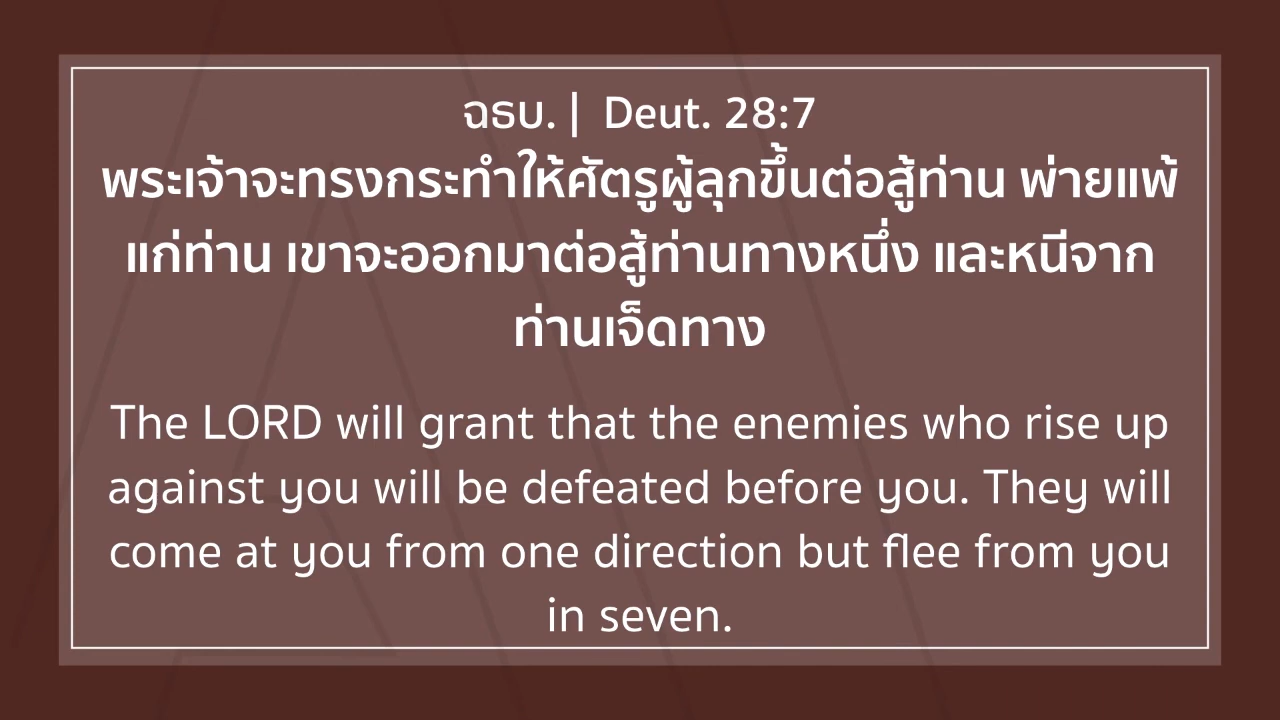 ฉธบ. | Deut. 28:7
พระเจ้าจะทรงกระทำให้ศัตรูผู้ลุกขึ้นต่อสู้ท่าน พ่ายแพ้
แก่ท่าน เขาจะออกมาต่อสู้ท่านทางหนึ่ง และหนีจาก
ท่านเจ็ดทาง
The LORD will grant that the enemies who rise up
against you will be defeated before you. They will
come at you from one direction but flee from you
in seven.